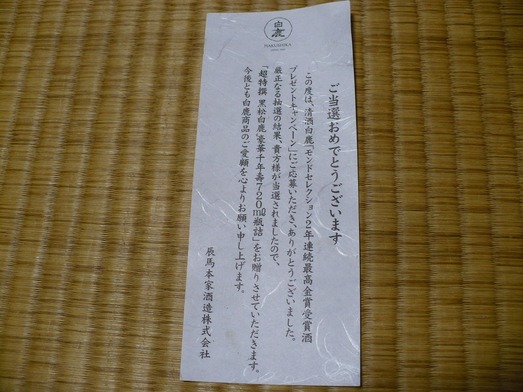 白鹿
HAKUSHIKA
ご当選おめでとうございます
この度は、清酒白鹿「モンドセレクション2年連続最高金賞受賞酒
プレゼントキャンペーン」にご応募いただき、ありがとうございました。
厳正なる抽選の結果、貴方様が当選されましたので、
「超特撰 黒松白鹿 豪華千年壽720mℓ瓶詰」をお贈りさせていただきます。
今後とも白鹿商品のご愛顧を心よりお願い申し上げます。
辰馬本家酒造株式会社